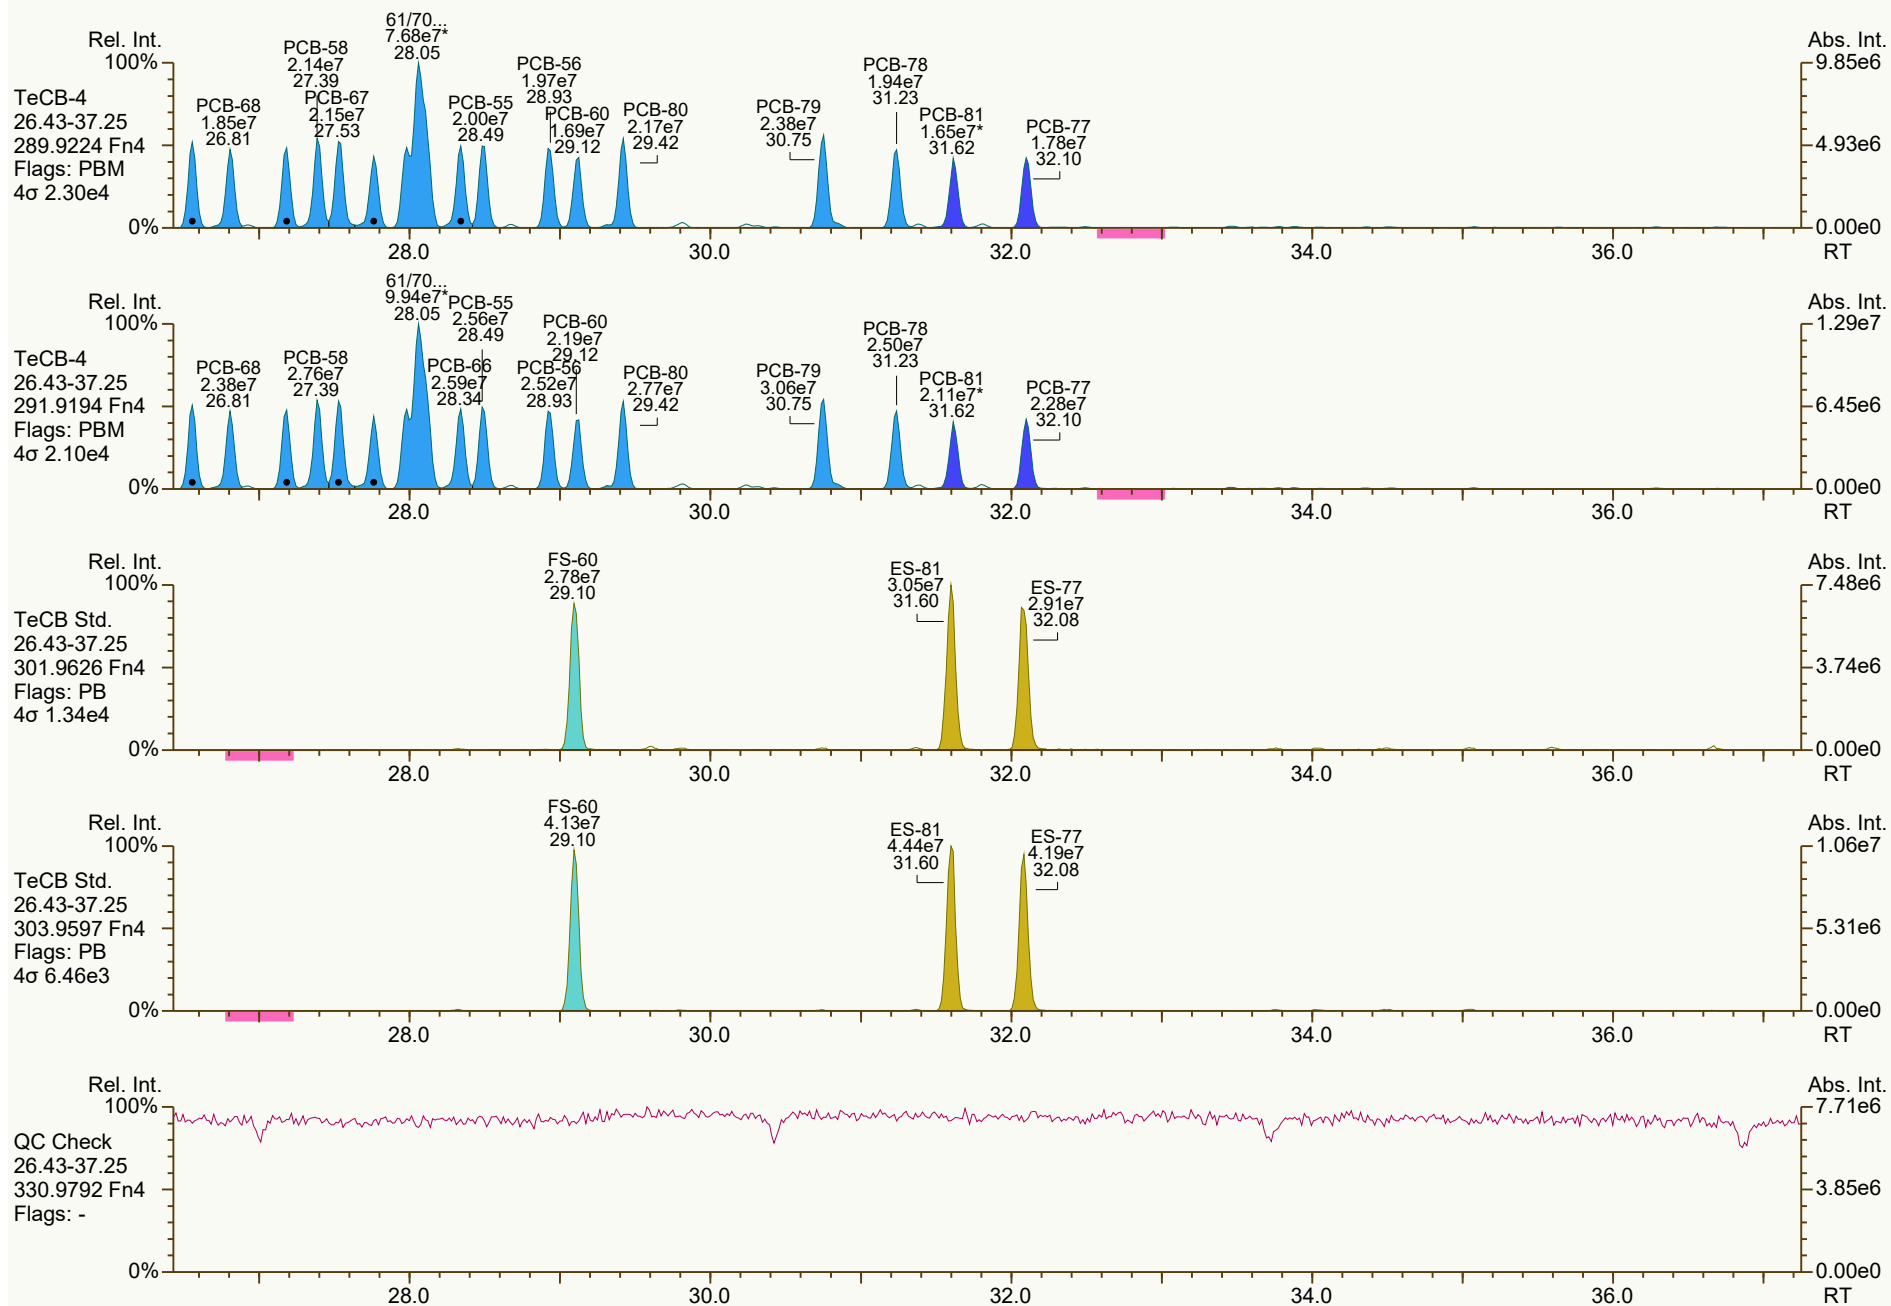 Rel. Int.
100%
0%
TeCB-4
26.43-37.25
289.9224 Fn4
Flags: PBM
4σ 2.30e4
PCB-68
1.85e7
26.81
PCB-58
2.14e7
27.39
PCB-67
2.15e7
27.53
61/70...
7.68e7*
28.05
PCB-55
2.00e7
28.49
PCB-56
1.97e7
28.93
PCB-60
1.69e7
29.12
PCB-80
2.17e7
29.42
PCB-79
2.38e7
30.75
PCB-78
1.94e7
31.23
PCB-81
1.65e7*
31.62
PCB-77
1.78e7
32.10
Abs. Int.
9.85e6
4.93e6
0.00e0
28.0 30.0 32.0 34.0 36.0 RT
Rel. Int.
100%
0%
TeCB-4
26.43-37.25
291.9194 Fn4
Flags: PBM
4σ 2.10e4
PCB-68
2.38e7
26.81
PCB-58
2.76e7
27.39
61/70...
9.94e7*
28.05
PCB-66
2.59e7
28.34
PCB-55
2.56e7
28.49
PCB-56
2.52e7
28.93
PCB-60
2.19e7
29.12
PCB-80
2.77e7
29.42
PCB-79
3.06e7
30.75
PCB-78
2.50e7
31.23
PCB-81
2.11e7*
31.62
PCB-77
2.28e7
32.10
Abs. Int.
1.29e7
6.45e6
0.00e0
28.0 30.0 32.0 34.0 36.0 RT
Rel. Int.
100%
0%
TeCB Std.
26.43-37.25
301.9626 Fn4
Flags: PB
4σ 1.34e4
FS-60
2.78e7
29.10
ES-81
3.05e7
31.60
ES-77
2.91e7
32.08
Abs. Int.
7.48e6
3.74e6
0.00e0
28.0 30.0 32.0 34.0 36.0 RT
Rel. Int.
100%
0%
TeCB Std.
26.43-37.25
303.9597 Fn4
Flags: PB
4σ 6.46e3
FS-60
4.13e7
29.10
ES-81
4.44e7
31.60
ES-77
4.19e7
32.08
Abs. Int.
1.06e7
5.31e6
0.00e0
28.0 30.0 32.0 34.0 36.0 RT
Rel. Int.
100%
0%
QC Check
26.43-37.25
330.9792 Fn4
Flags: -
Abs. Int.
7.71e6
3.85e6
0.00e0
28.0 30.0 32.0 34.0 36.0 RT